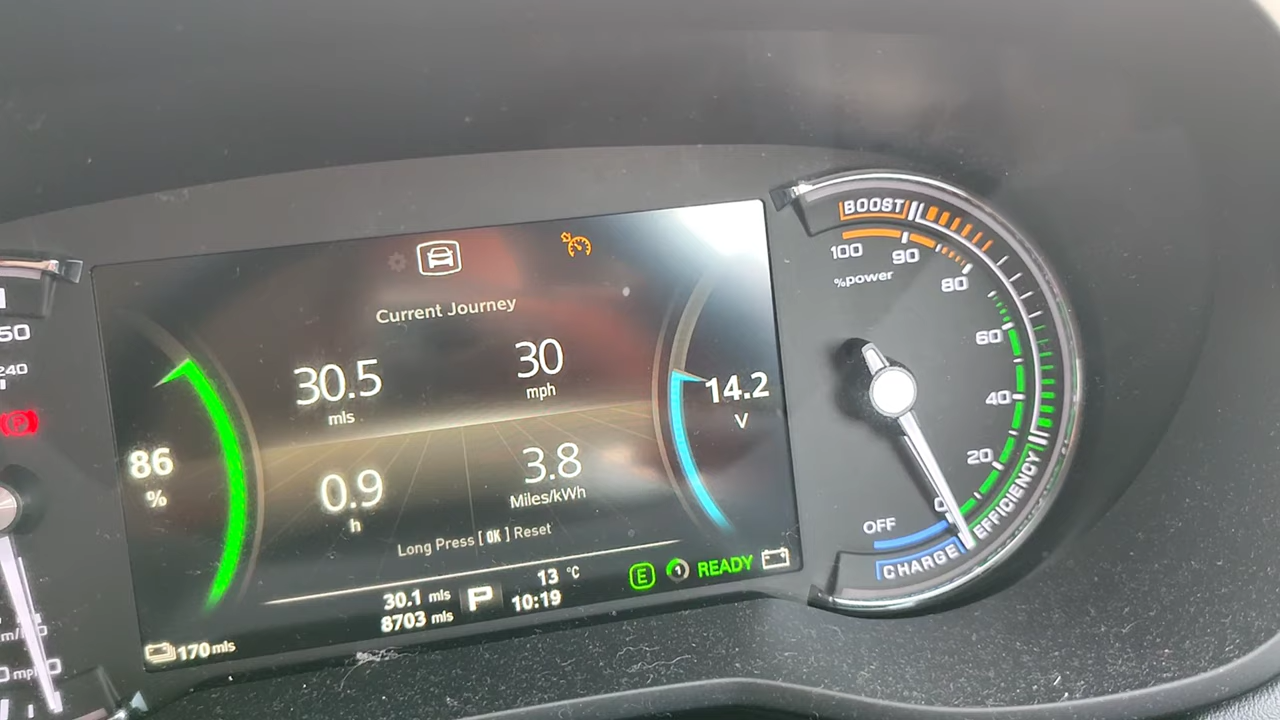 50
240
Current Journey
30.5
mls
30
mph
0.9
h
3.8
Miles/kWh
Long Press [ OK ] Reset
86
%
14.2
V
30.1 mls
8703 mls
P
13 °C
10:19
E
1
READY
170 mls
BOOST
100
90
80
%power
60
40
20
0
OFF
CHARGE
EFFICIENCY